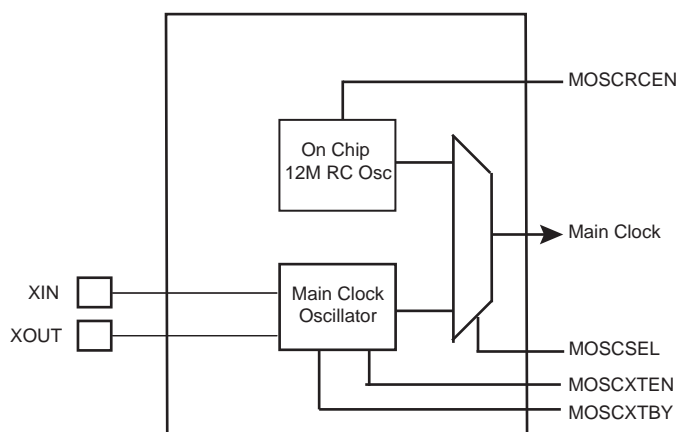 MOSCRCEN
On Chip
12M RC Osc
Main Clock
XIN
Main Clock
Oscillator
XOUT
MOSCSEL
MOSCXTEN
MOSCXTBY